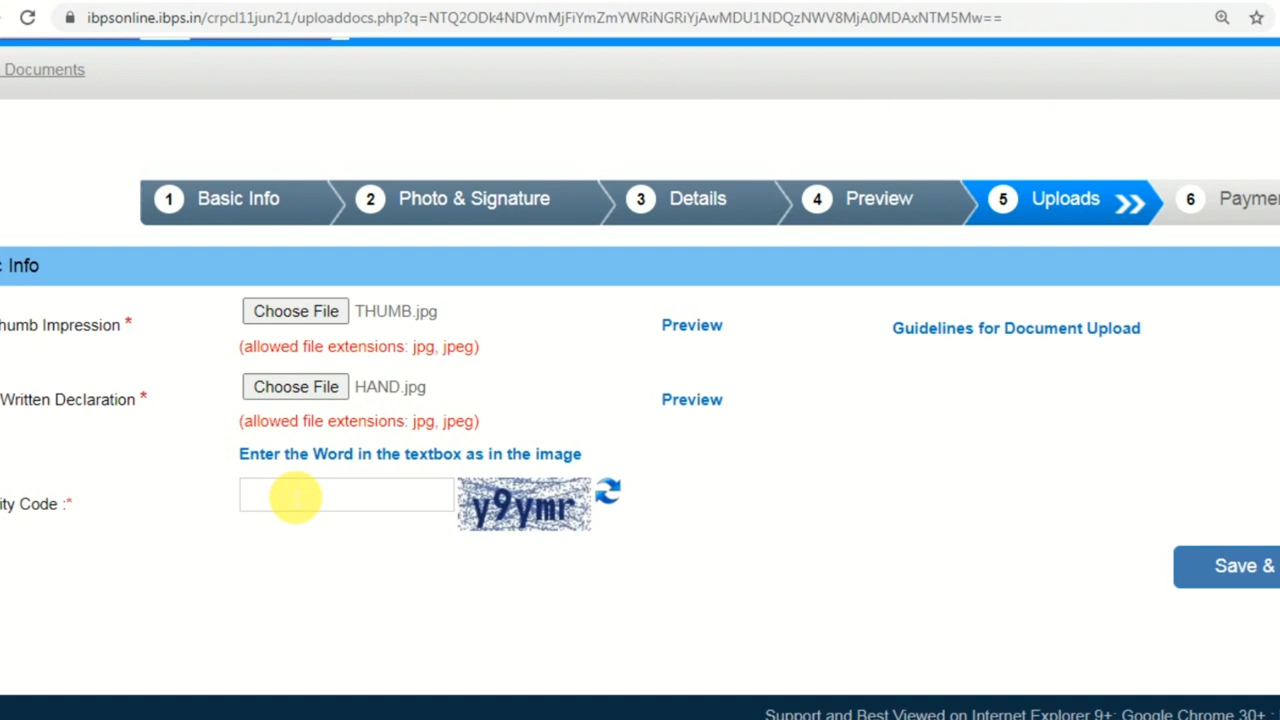 ibpsonline.ibps.in/crpcl11jun21/uploaddocs.php?q=NTQ2ODk4NDVmMjFiYmZmYWRiNGRiYjAwMDU1NDQzNWV8MjA0MDAxNTM5Mw==
Documents
1 Basic Info 2 Photo & Signature 3 Details 4 Preview 5 Uploads 6 Paymen
c Info
Choose File THUMB.jpg
humb Impression * Preview Guidelines for Document Upload
(allowed file extensions: jpg, jpeg)
Choose File HAND.jpg
Written Declaration * Preview
(allowed file extensions: jpg, jpeg)
Enter the Word in the textbox as in the image
ity Code :* y9ymr
Save &
Support and Best Viewed on Internet Explorer 9+; Google Chrome 30+ ;